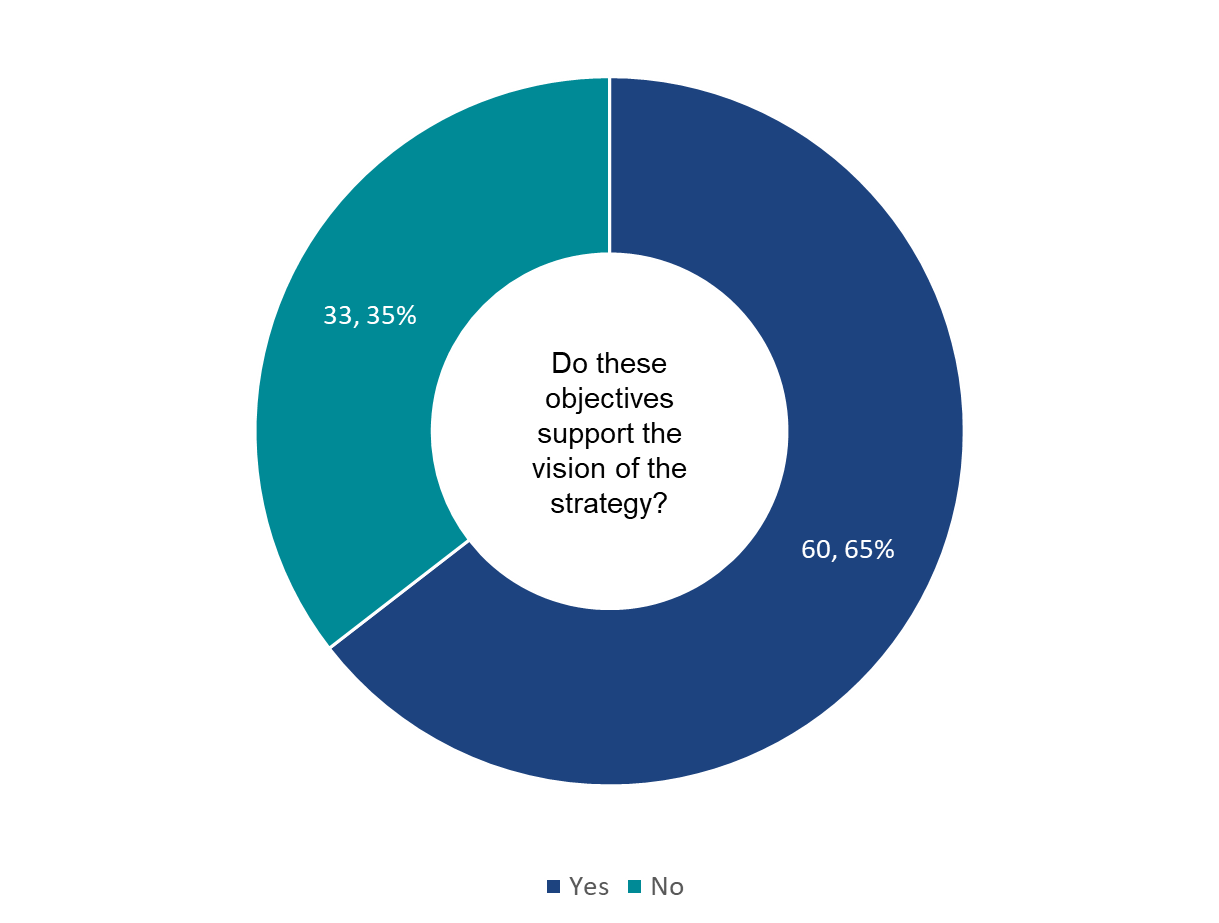 33, 35%
Do these
objectives
support the
vision of the
strategy?
60, 65%
Yes No